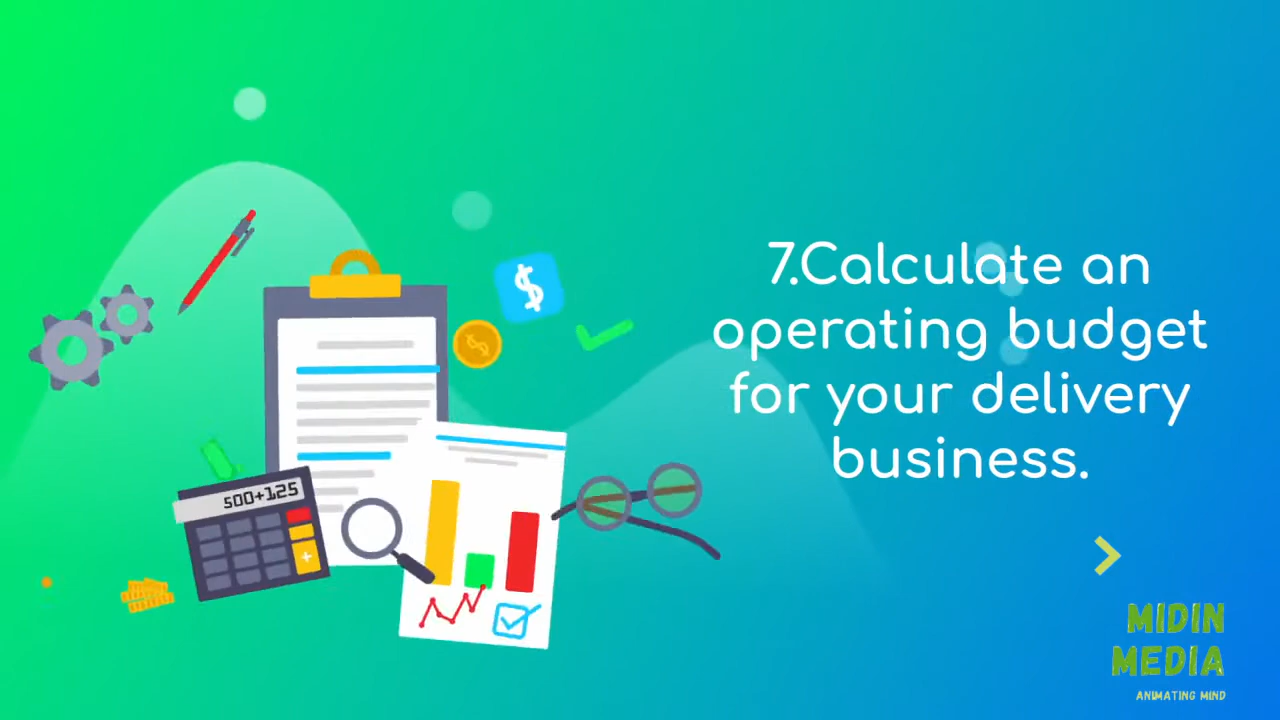 7.Calculate an
operating budget
for your delivery
business.
500+125
MIDIN
MEDIA
ANIMATING MIND